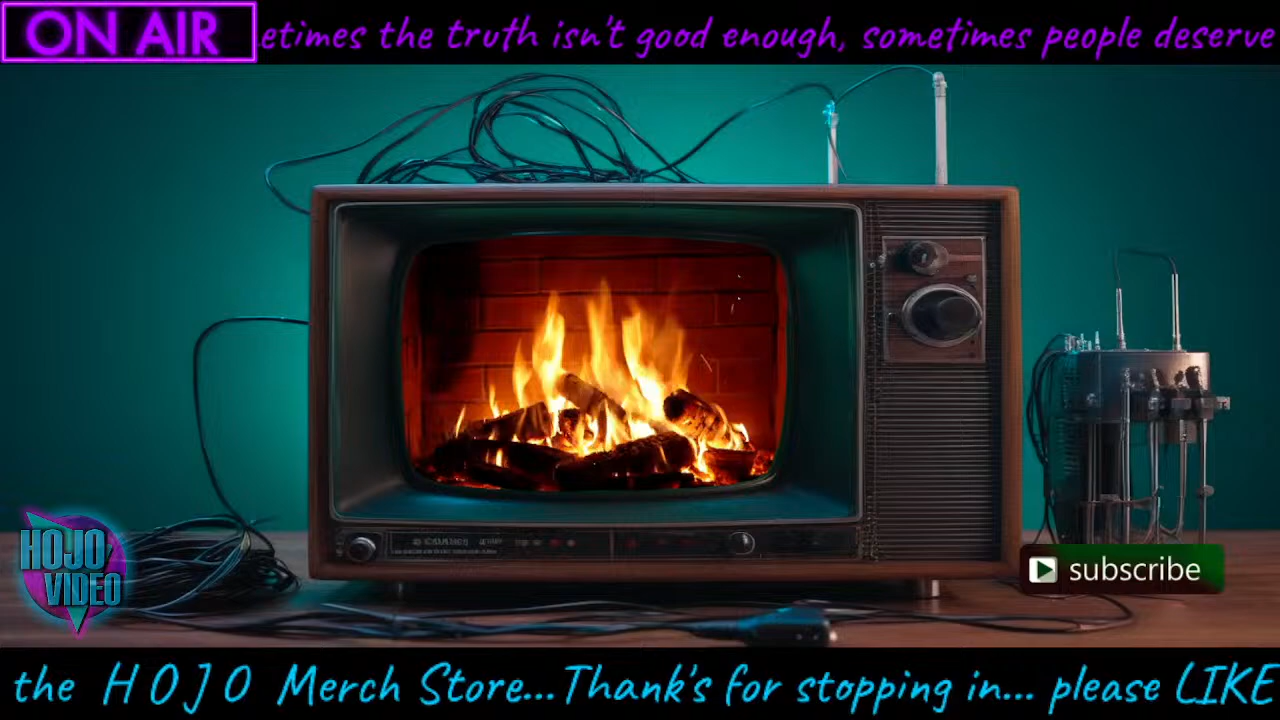 ON AIR
etimes the truth isn't good enough, sometimes people deserve
HOJO
VIDEO
subscribe
the HOJO Merch Store...Thank's for stopping in... please LIKE